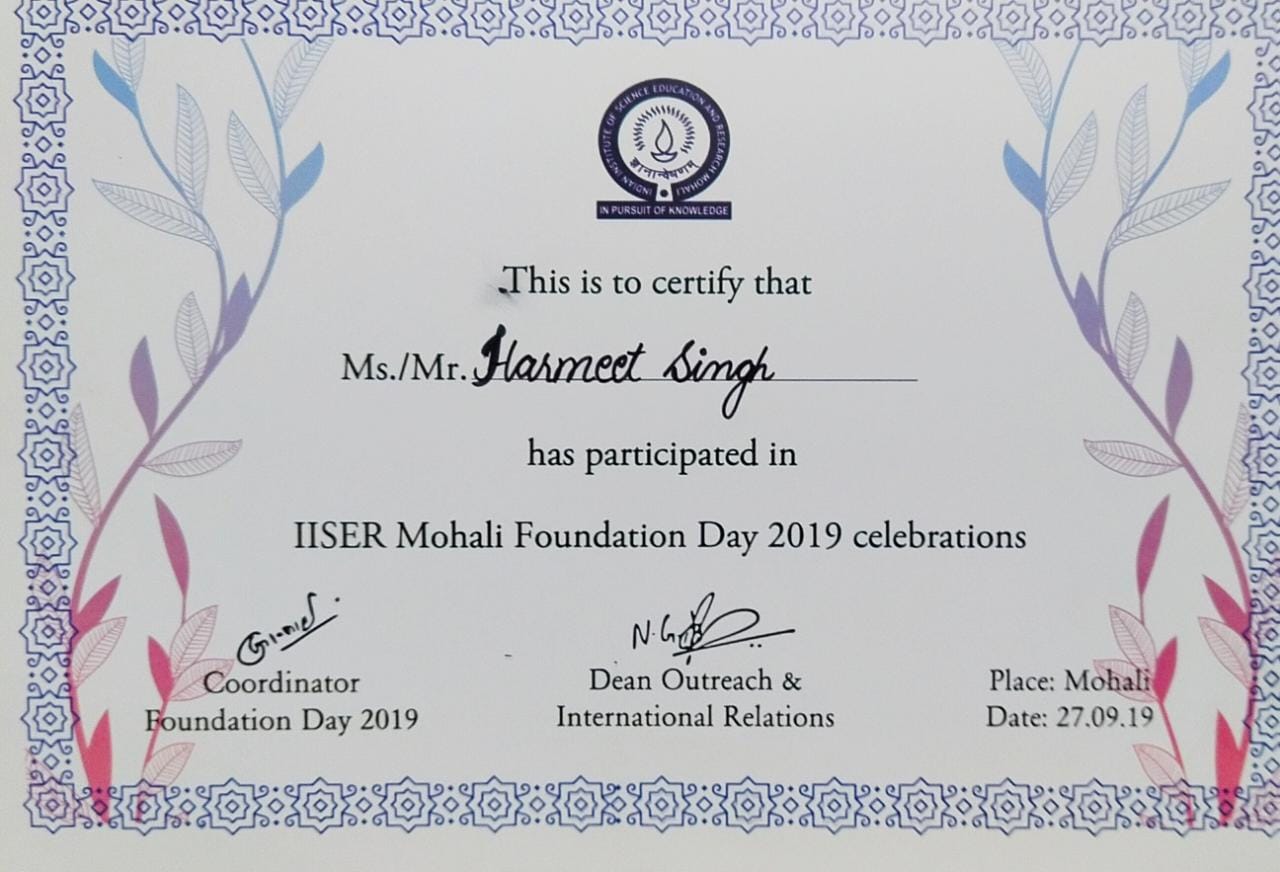 INDIAN INSTITUTE OF SCIENCE EDUCATION AND RESEARCH MOHALI
ज्ञानान्वेषणम्
IN PURSUIT OF KNOWLEDGE
This is to certify that
Ms./Mr. Harmeet Singh
has participated in
IISER Mohali Foundation Day 2019 celebrations
Coordinator
Foundation Day 2019
N. G
Dean Outreach &
International Relations
Place: Mohali
Date: 27.09.19